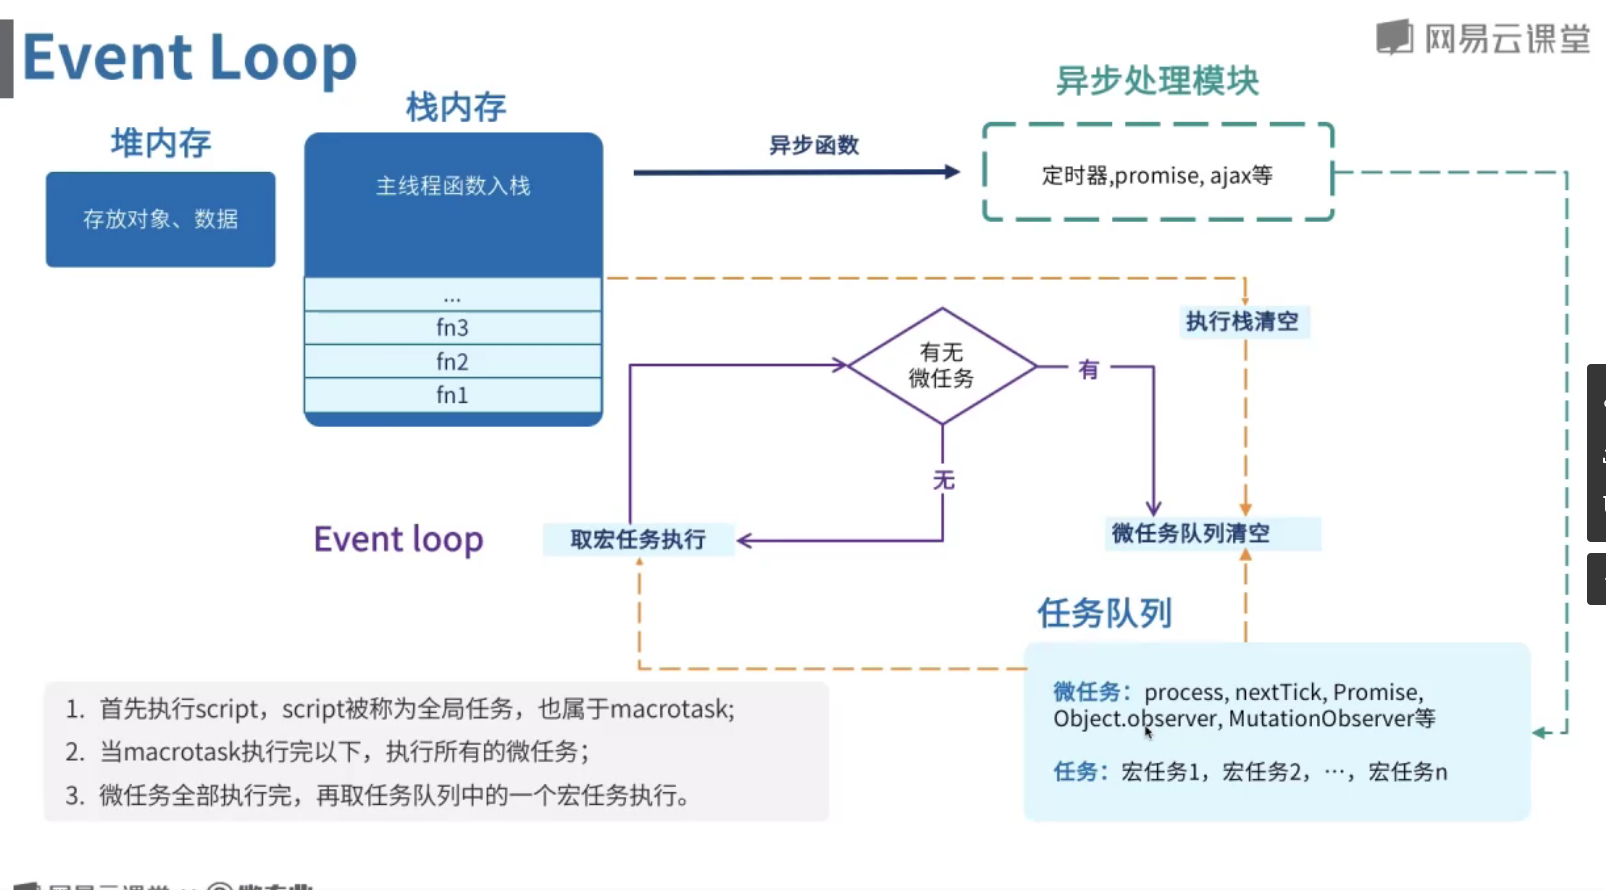 Event Loop
网易云课堂
堆内存
存放对象、数据
栈内存
主线程函数入栈
...
fn3
fn2
fn1
异步函数
异步处理模块
定时器,promise, ajax等
执行栈清空
有无
微任务
有
无
Event loop
取宏任务执行
微任务队列清空
任务队列
微任务：process, nextTick, Promise,
Object.observer, MutationObserver等
任务：宏任务1，宏任务2，…，宏任务n
1. 首先执行script，script被称为全局任务，也属于macrotask;
2. 当macrotask执行完以下，执行所有的微任务；
3. 微任务全部执行完，再取任务队列中的一个宏任务执行。